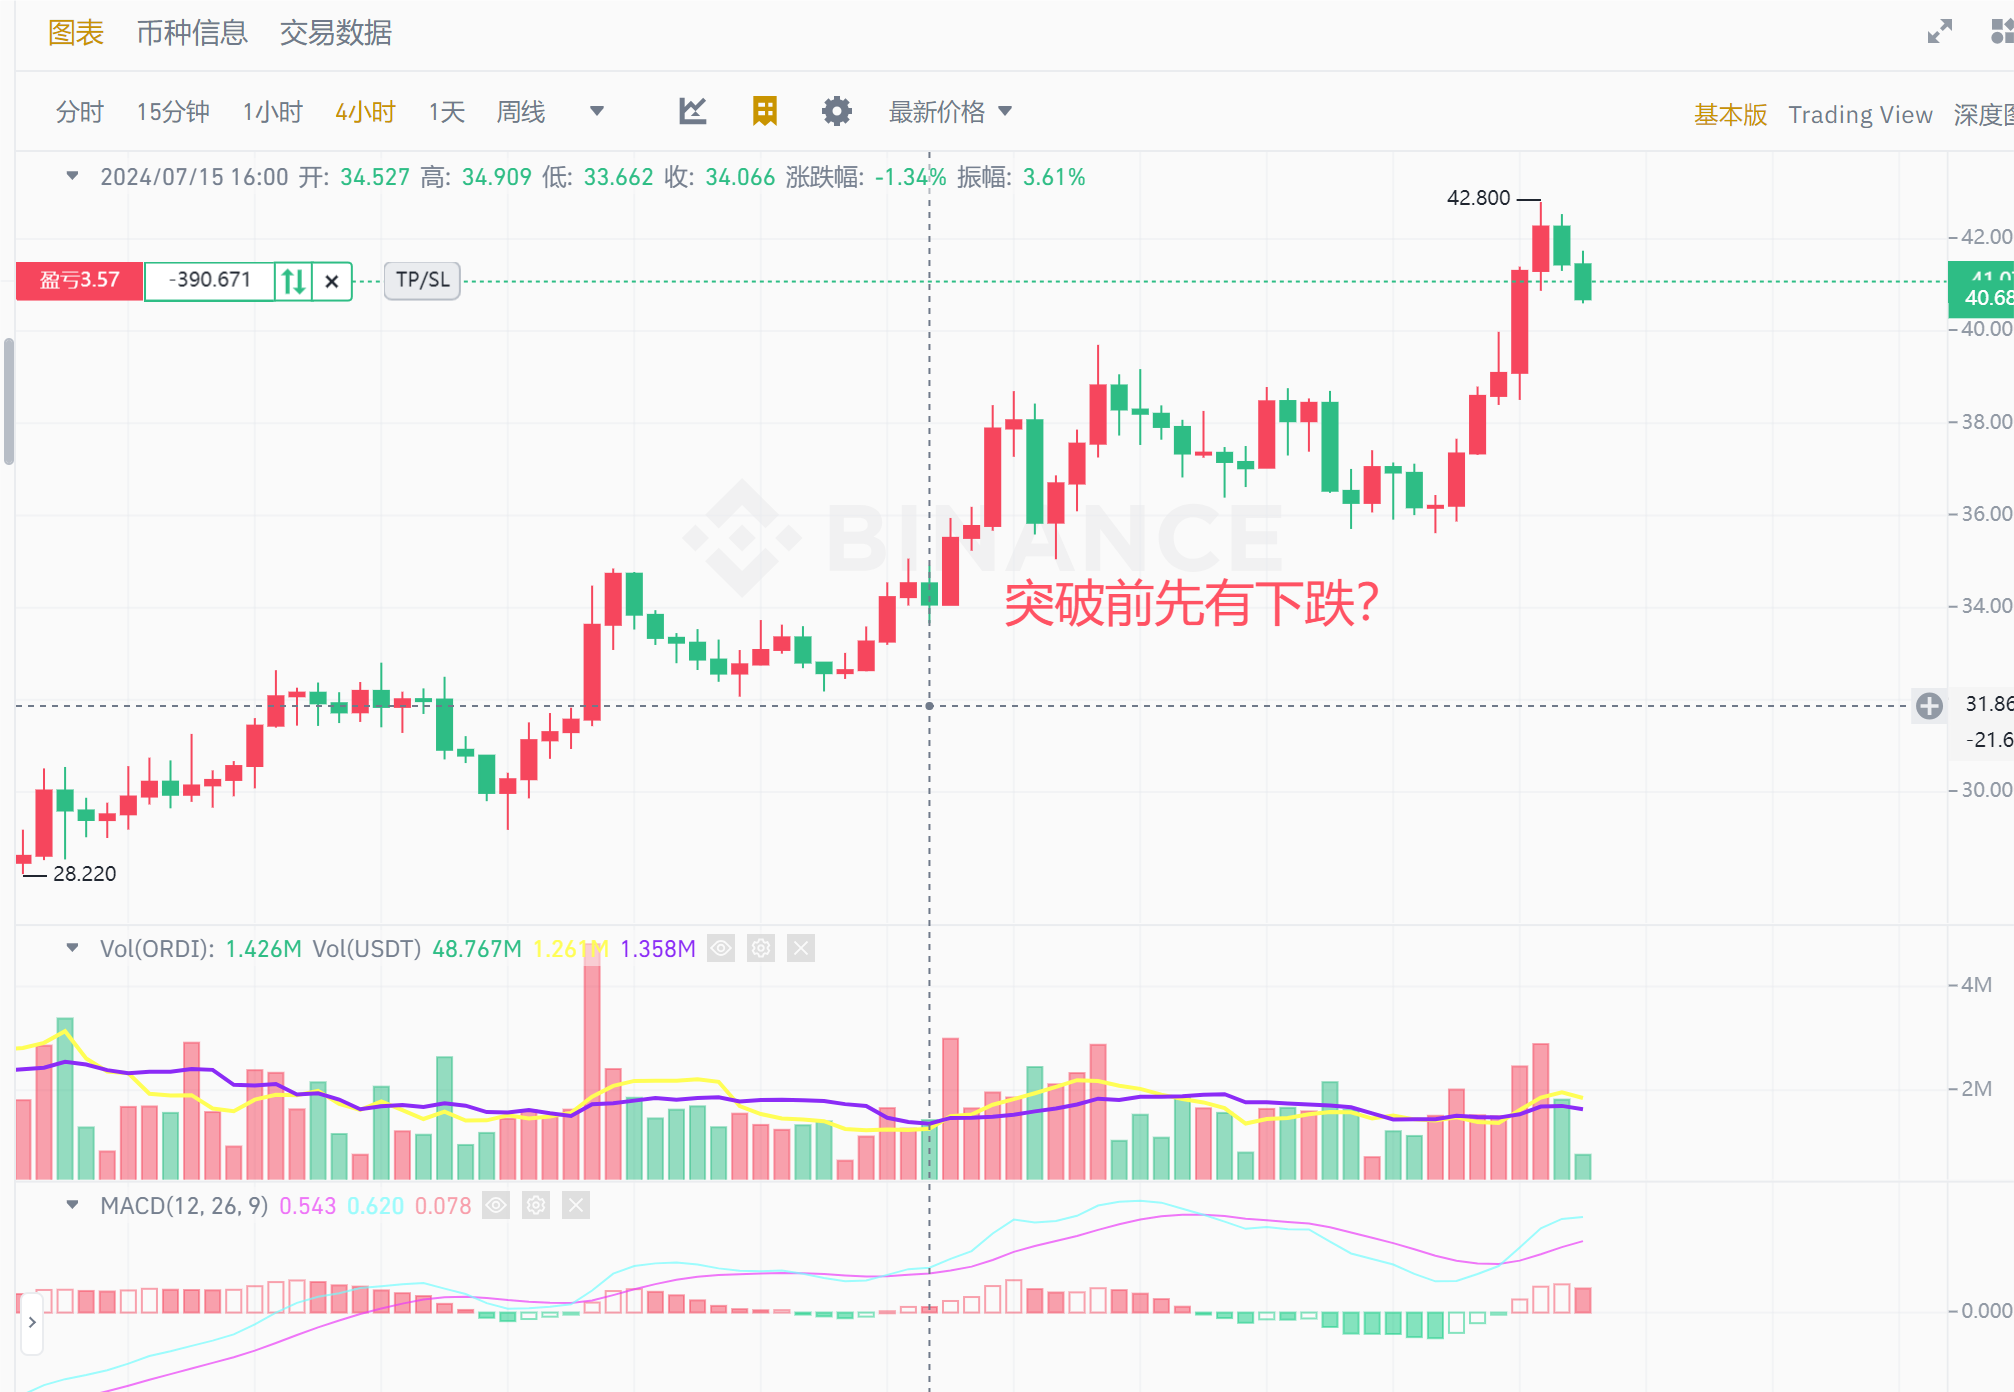 图表 币种信息 交易数据
分时 15分钟 1小时 4小时 1天 周线 最新价格 基本版 Trading View 深度图
2024/07/15 16:00 开: 34.527 高: 34.909 低: 33.662 收: 34.066 涨跌幅: -1.34% 振幅: 3.61%
42.800
42.00
盈亏3.57 -390.671 TP/SL
41.07
40.68
40.00
38.00
36.00
BINANCE
突破前先有下跌?
34.00
31.86
-21.6
30.00
28.220
Vol(ORDI): 1.426M Vol(USDT) 48.767M 1.261M 1.358M
4M
2M
MACD(12, 26, 9) 0.543 0.620 0.078
0.000